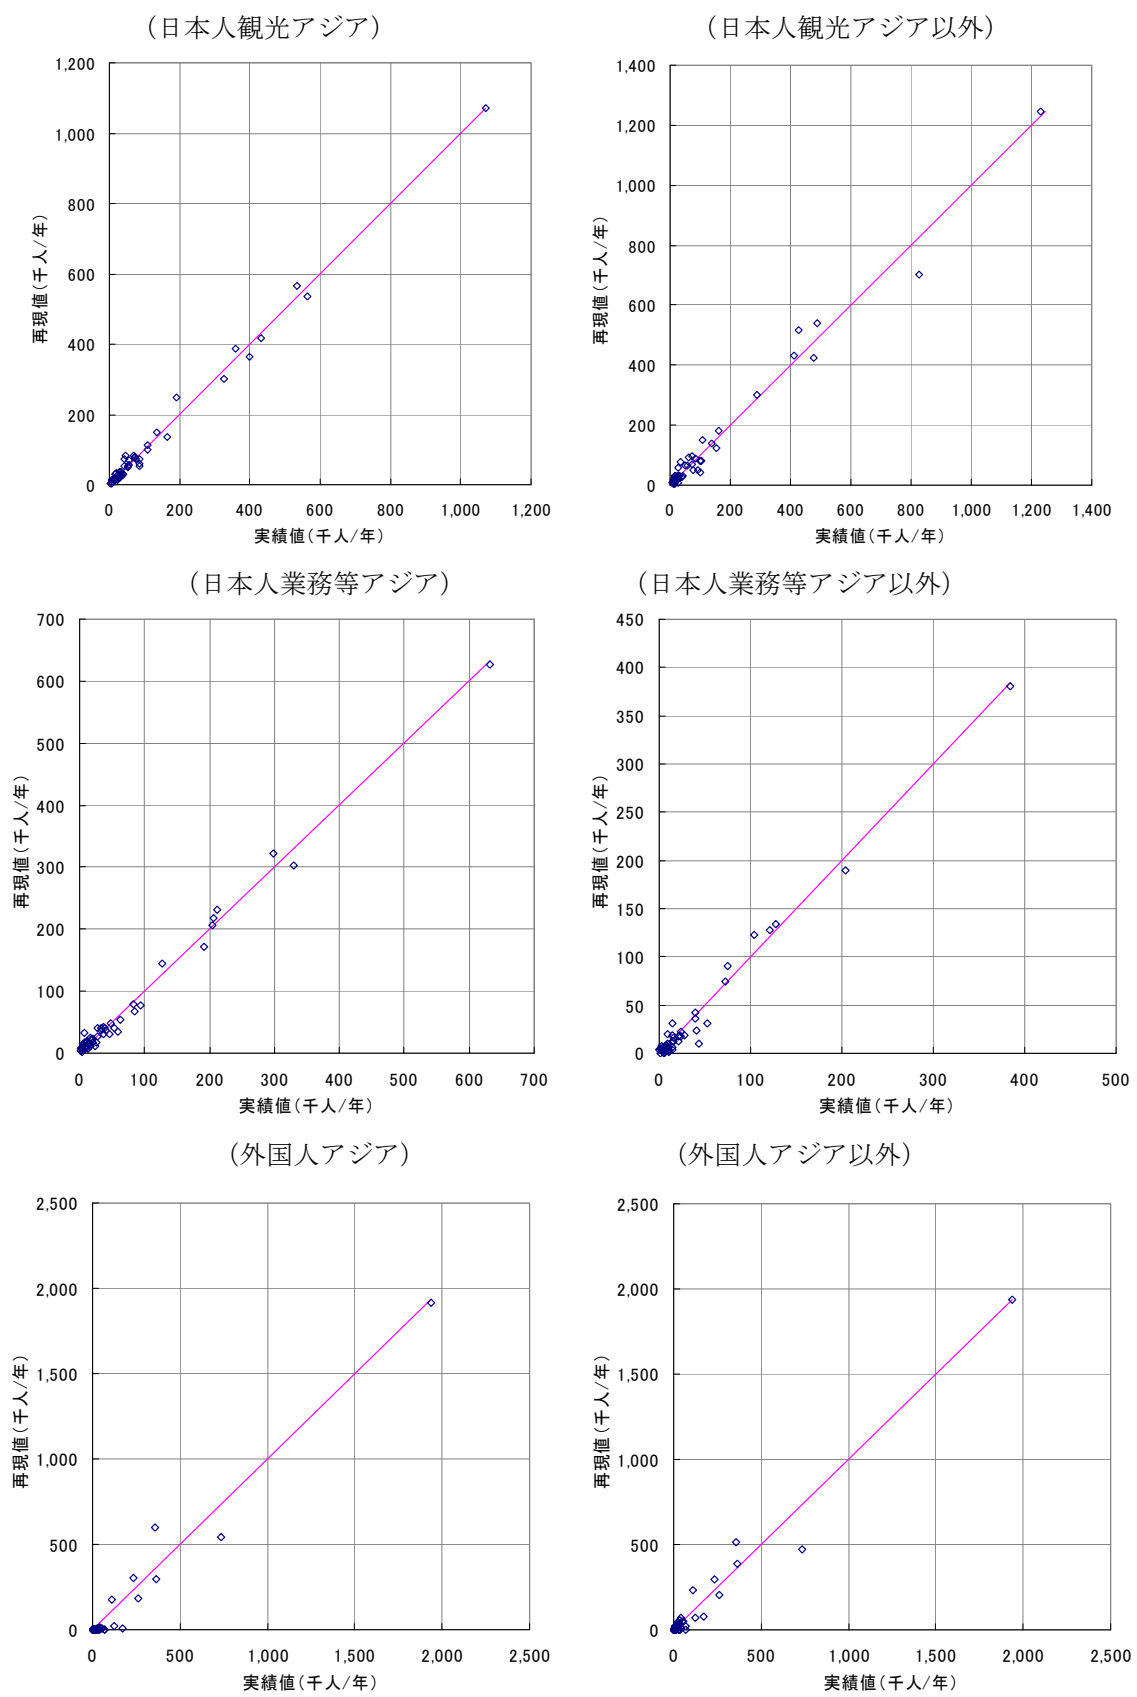 （日本人観光アジア）
1,200
1,000
800
600
400
200
0
再現値(千人/年)
0 200 400 600 800 1,000 1,200
実績値(千人/年)
（日本人観光アジア以外）
1,400
1,200
1,000
800
600
400
200
0
再現値(千人/年)
0 200 400 600 800 1,000 1,200 1,400
実績値(千人/年)
（日本人業務等アジア）
700
600
500
400
300
200
100
0
再現値(千人/年)
0 100 200 300 400 500 600 700
実績値(千人/年)
（日本人業務等アジア以外）
450
400
350
300
250
200
150
100
50
0
再現値(千人/年)
0 100 200 300 400 500
実績値(千人/年)
（外国人アジア）
2,500
2,000
1,500
1,000
500
0
再現値(千人/年)
0 500 1,000 1,500 2,000 2,500
実績値(千人/年)
（外国人アジア以外）
2,500
2,000
1,500
1,000
500
0
再現値(千人/年)
0 500 1,000 1,500 2,000 2,500
実績値(千人/年)